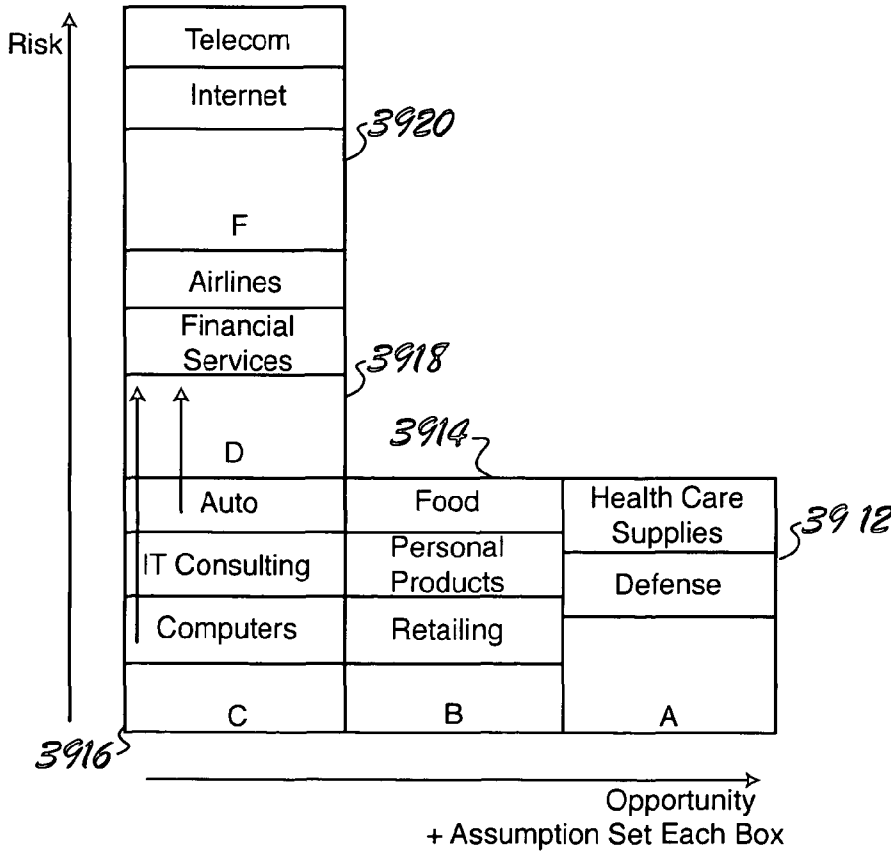 Risk
Telecom
Internet
3920
F
Airlines
Financial
Services
3918
D
3914
Auto
Food
Health Care
Supplies
3912
IT Consulting
Personal
Products
Defense
Computers
Retailing
C
B
A
3916
Opportunity
+ Assumption Set Each Box